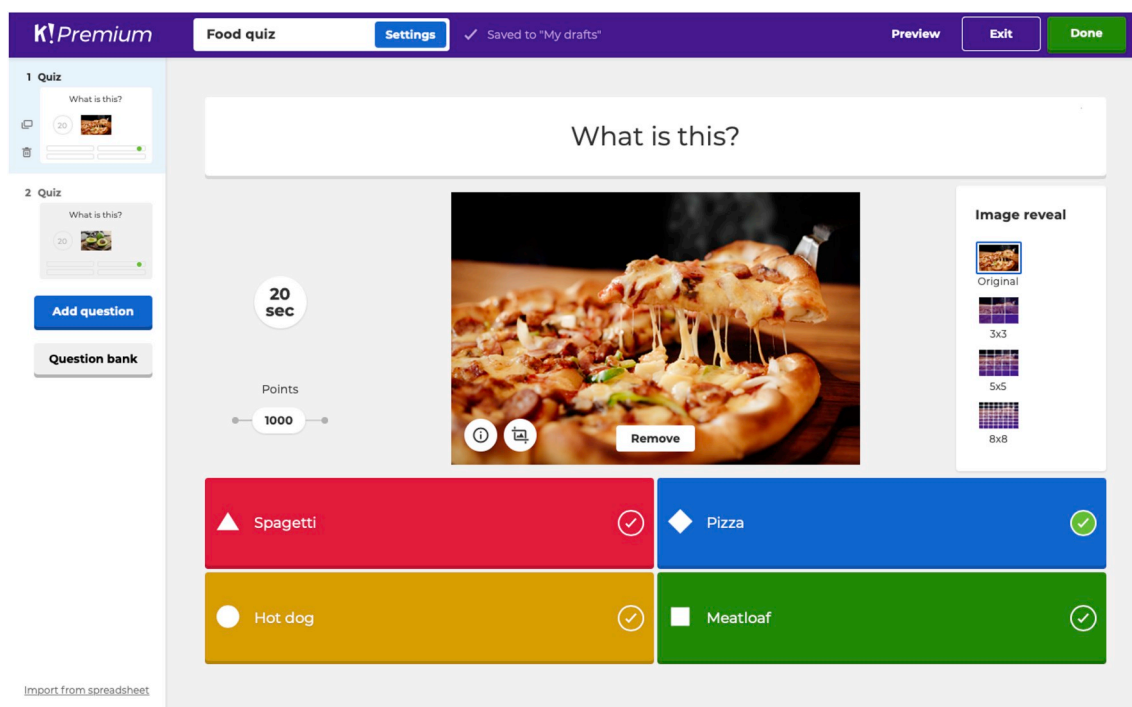 K!Premium
Food quiz
Settings
Saved to "My drafts"
Preview
Exit
Done
1 Quiz
What is this?
20
2 Quiz
What is this?
20
Add question
Question bank
Import from spreadsheet
What is this?
20
sec
Points
1000
Remove
Image reveal
Original
3x3
5x5
8x8
Spagetti
Pizza
Hot dog
Meatloaf